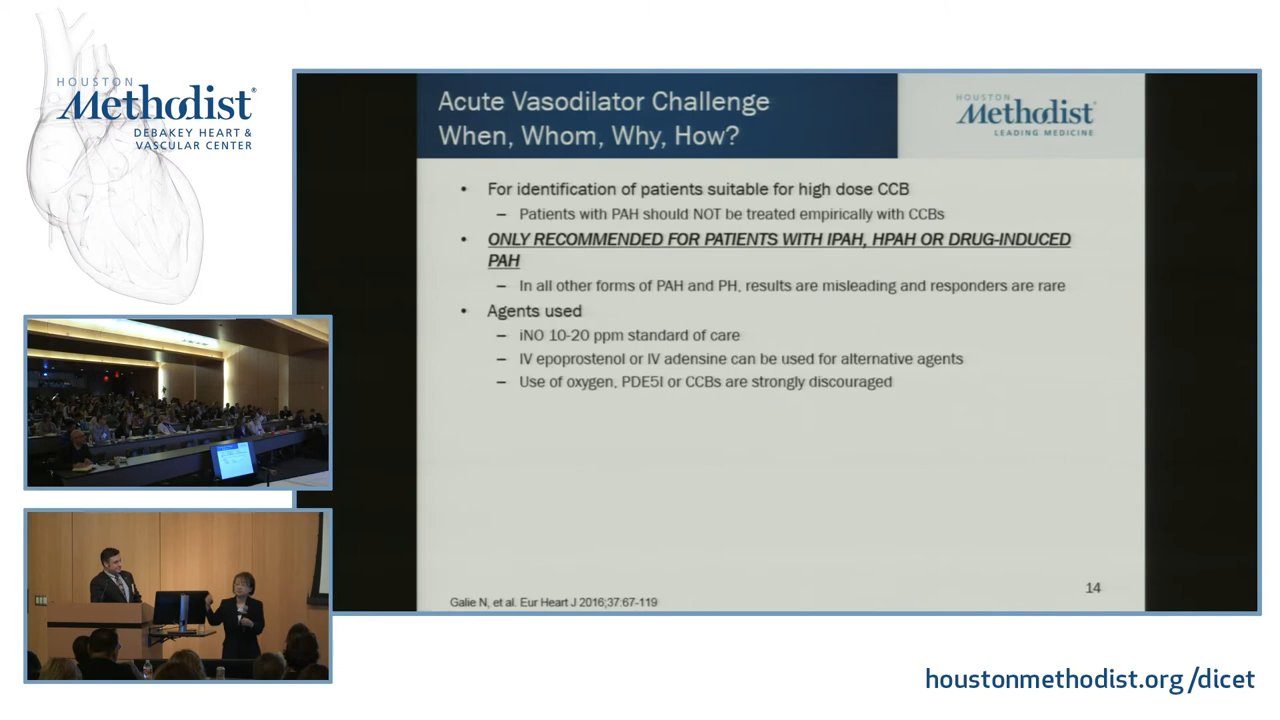 HOUSTON
Methodist®
DEBAKEY HEART &
VASCULAR CENTER
Acute Vasodilator Challenge
When, Whom, Why, How?
HOUSTON
Methodist®
LEADING MEDICINE
• For identification of patients suitable for high dose CCB
– Patients with PAH should NOT be treated empirically with CCBs
• ONLY RECOMMENDED FOR PATIENTS WITH IPAH, HPAH OR DRUG-INDUCED
PAH
– In all other forms of PAH and PH, results are misleading and responders are rare
• Agents used
– iNO 10-20 ppm standard of care
– IV epoprostenol or IV adensine can be used for alternative agents
– Use of oxygen, PDE5I or CCBs are strongly discouraged
14
Galie N, et al. Eur Heart J 2016;37:67-119
houstonmethodist.org/dicet